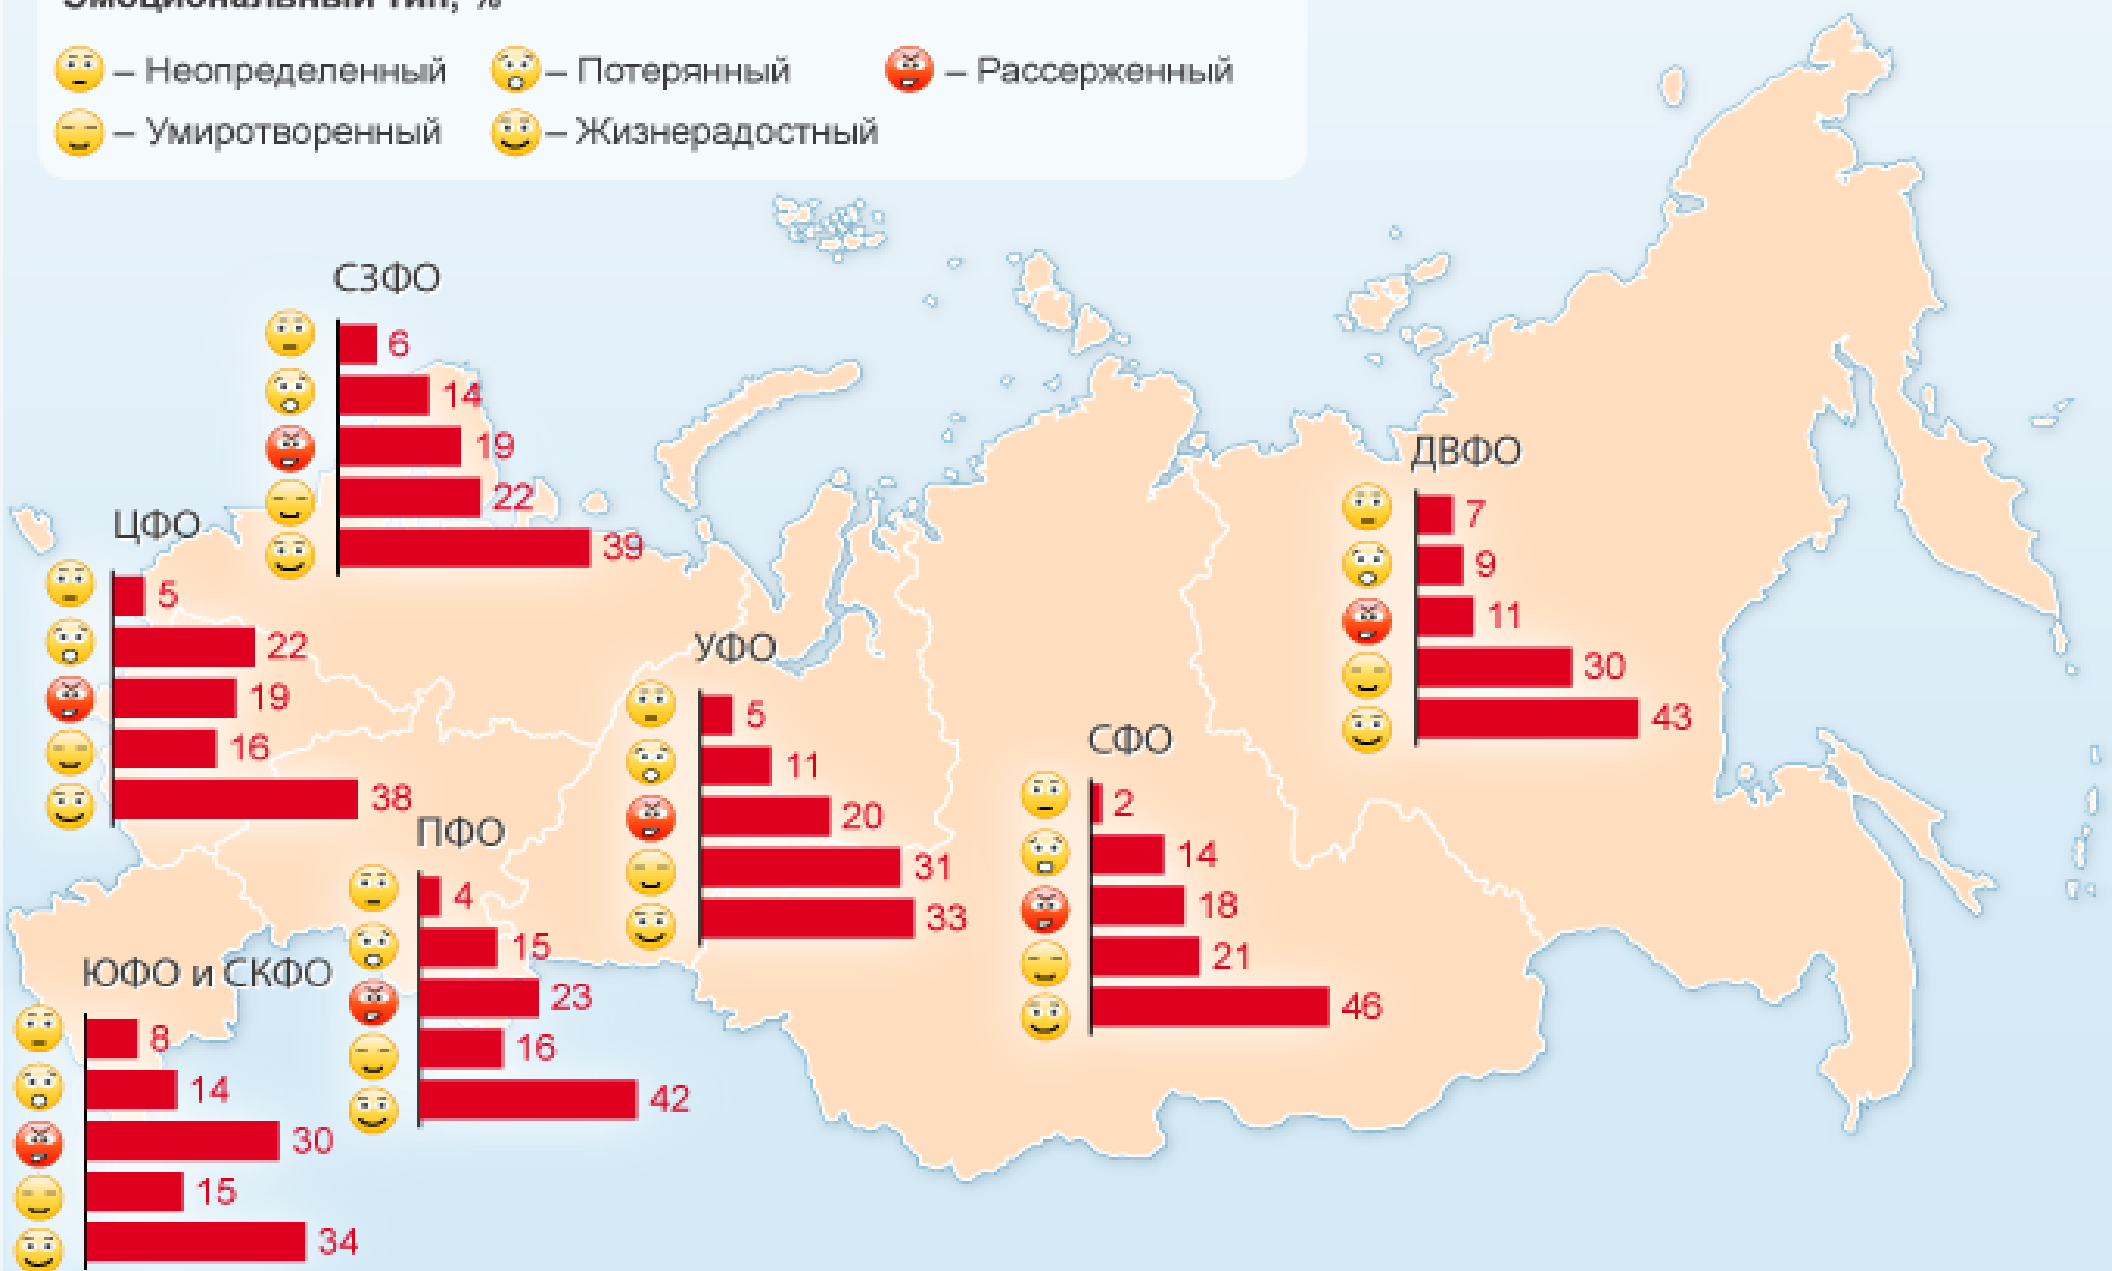 Эмоциональный тип, %
– Неопределенный
– Потерянный
– Рассерженный
– Умиротворенный
– Жизнерадостный
СЗФО
6
14
19
22
39
ЦФО
5
22
19
16
38
ДВФО
7
9
11
30
43
УФО
5
11
20
31
33
СФО
2
14
18
21
46
ПФО
4
15
23
16
42
ЮФО и СКФО
8
14
30
15
34